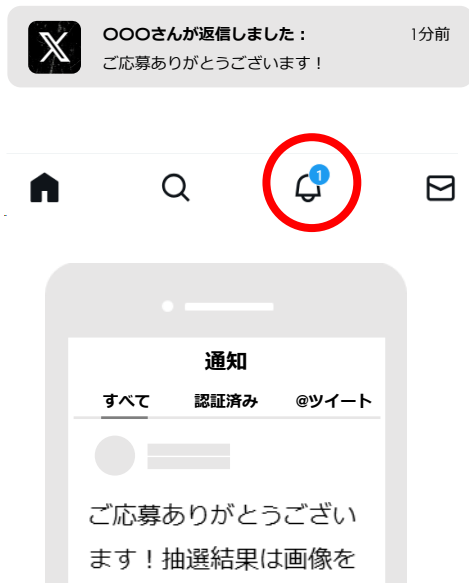 〇〇〇さんが返信しました：
1分前
ご応募ありがとうございます！
1
通知
すべて 認証済み @ツイート
ご応募ありがとうござい
ます！抽選結果は画像を